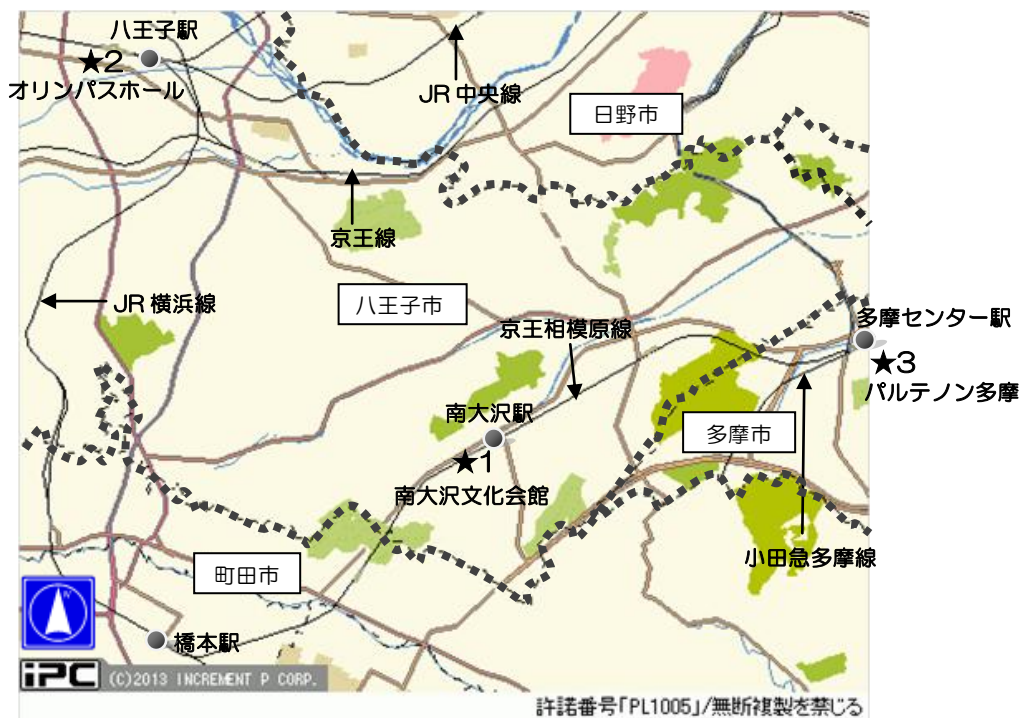 八王子駅
★2
オリンパスホール
JR中央線
日野市
京王線
JR横浜線
八王子市
京王相模原線
多摩センター駅
★3
パルテノン多摩
南大沢駅
多摩市
★1
南大沢文化会館
小田急多摩線
町田市
N
橋本駅
iPC (C)2013 INCREMENT P CORP.
許諾番号「PL1005」/無断複製を禁じる